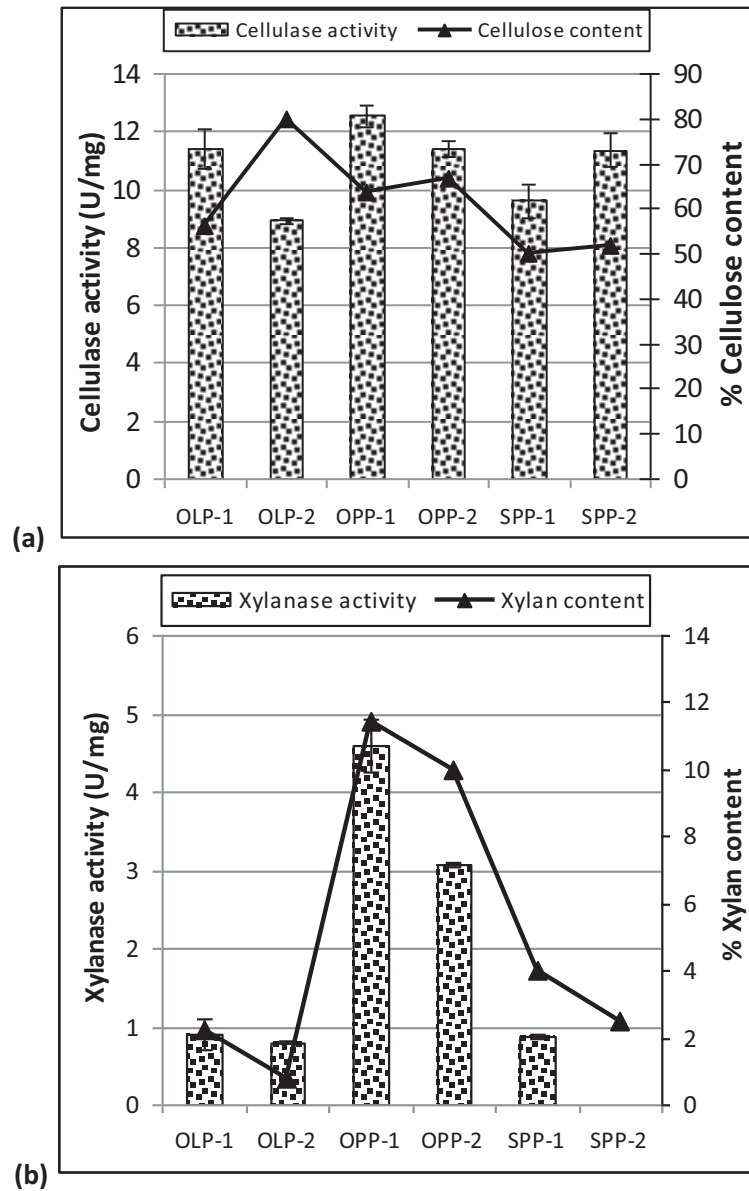 Cellulase activity Cellulose content
14 90
12 80
10 70
8 60
6 50
4 40
2 30
0 20
10
0
Cellulase activity (U/mg)
% Cellulose content
OLP-1 OLP-2 OPP-1 OPP-2 SPP-1 SPP-2
(a)
Xylanase activity Xylan content
6 14
5 12
4 10
3 8
2 6
1 4
0 2
0
Xylanase activity (U/mg)
% Xylan content
OLP-1 OLP-2 OPP-1 OPP-2 SPP-1 SPP-2
(b)